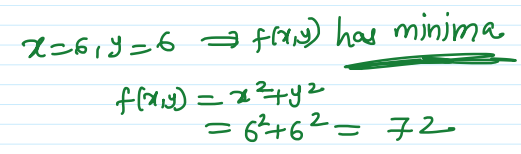 x=6, y=6 ⇒ f(x,y) has minima
f(x,y) = x²+y²
= 6²+6² = 72